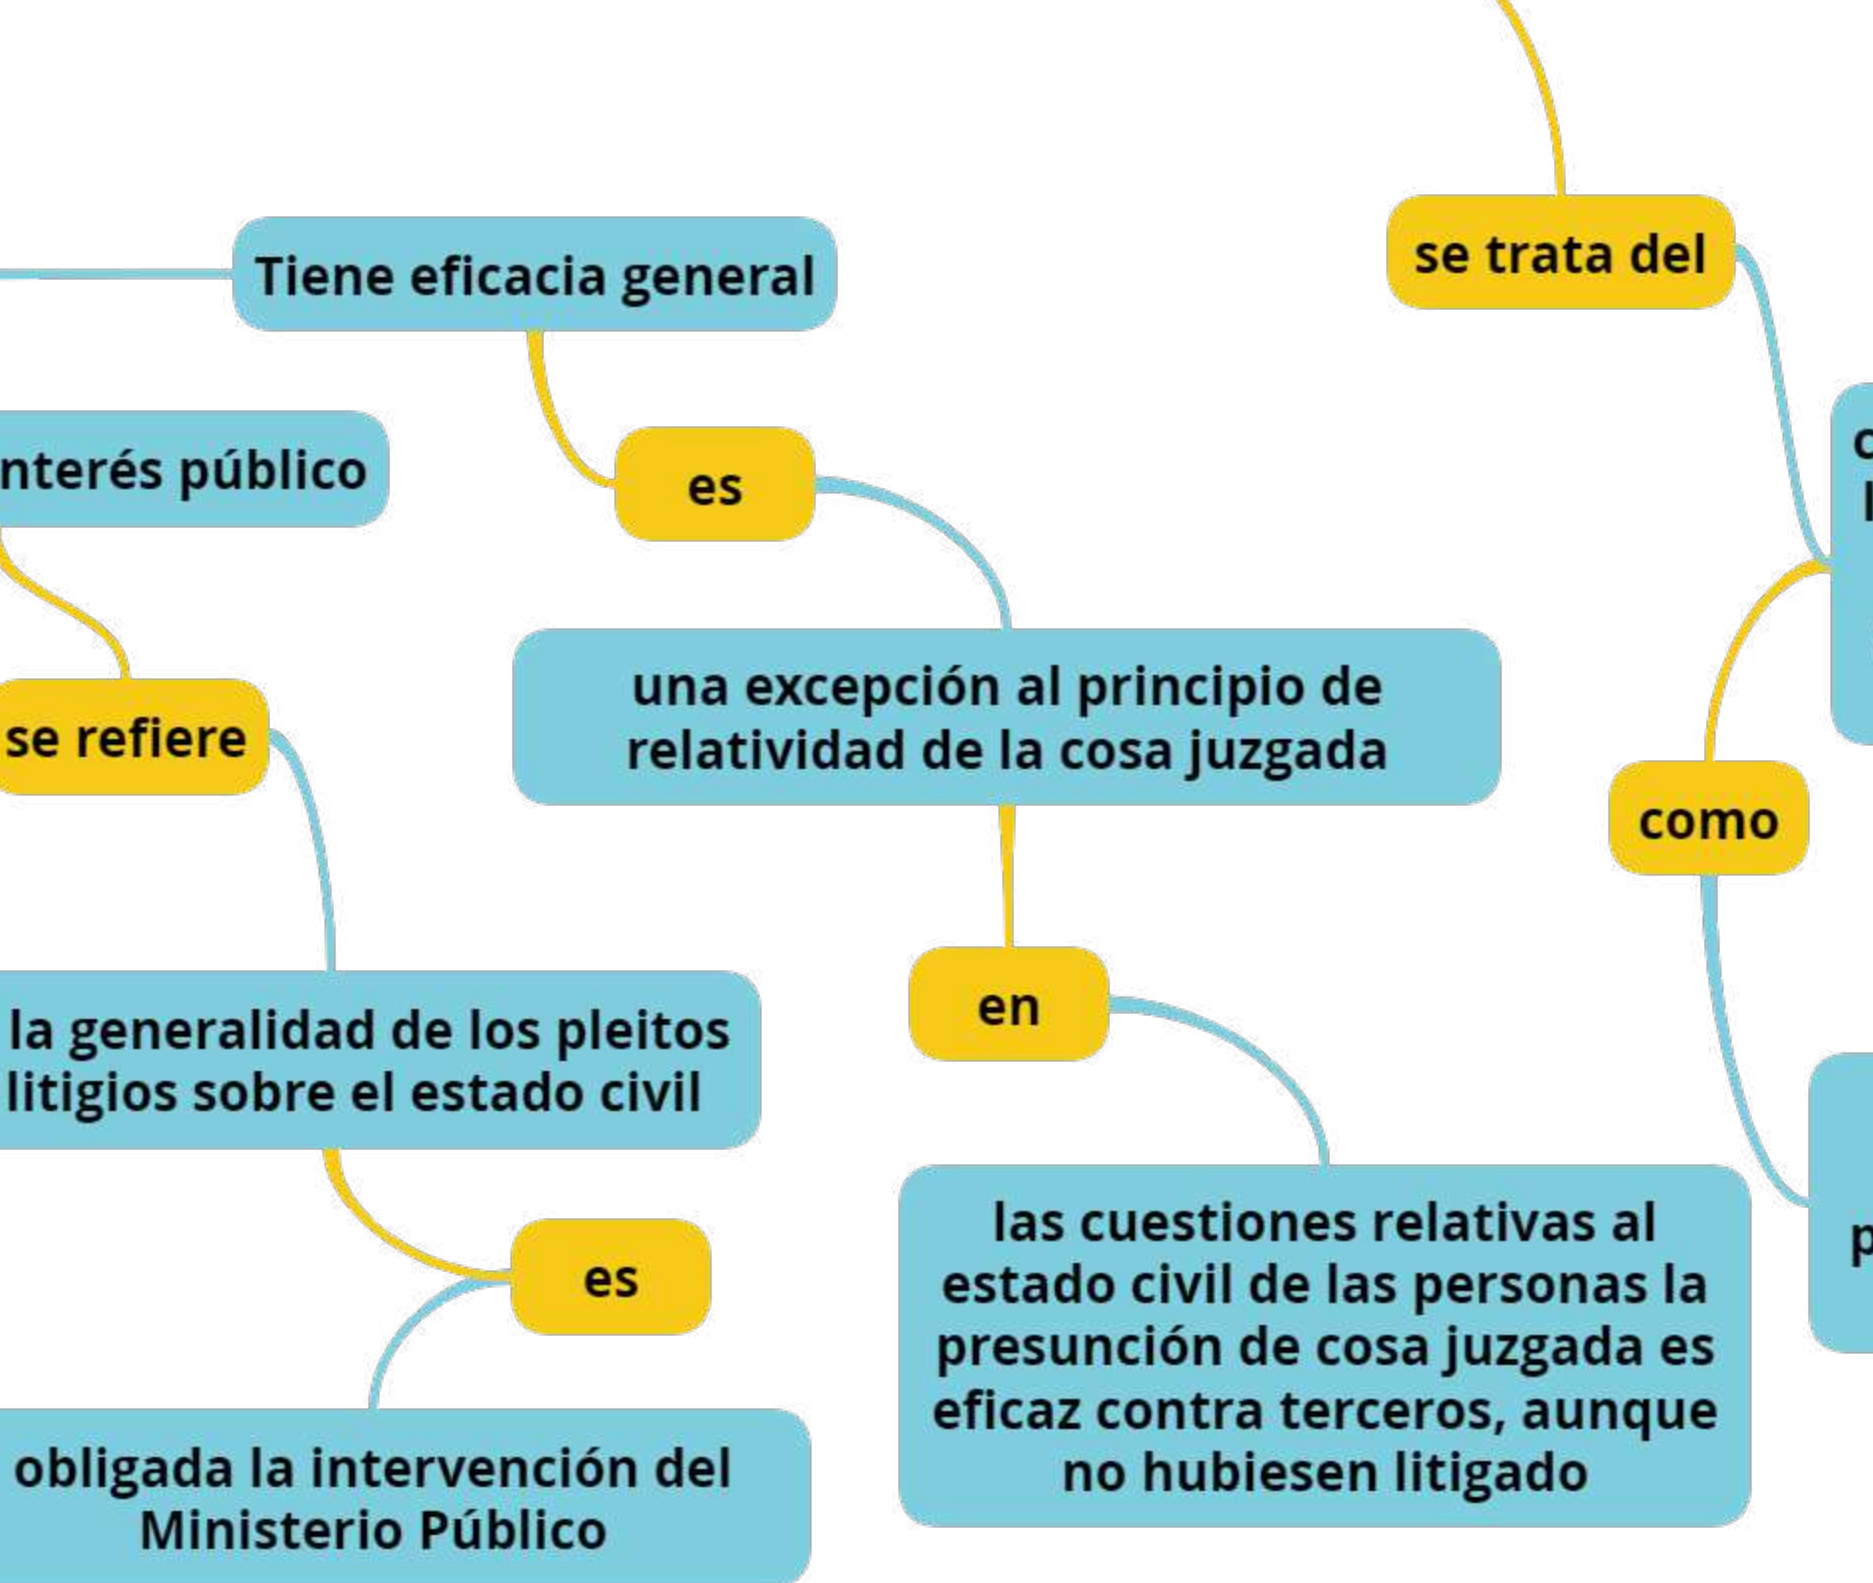 se trata del
Tiene eficacia general
público
es
una excepción al principio de
relatividad de la cosa juzgada
se refiere
como
en
la generalidad de los pleitos
litigios sobre el estado civil
es
las cuestiones relativas al
estado civil de las personas la
presunción de cosa juzgada es
eficaz contra terceros, aunque
no hubiesen litigado
obligada la intervención del
Ministerio Público